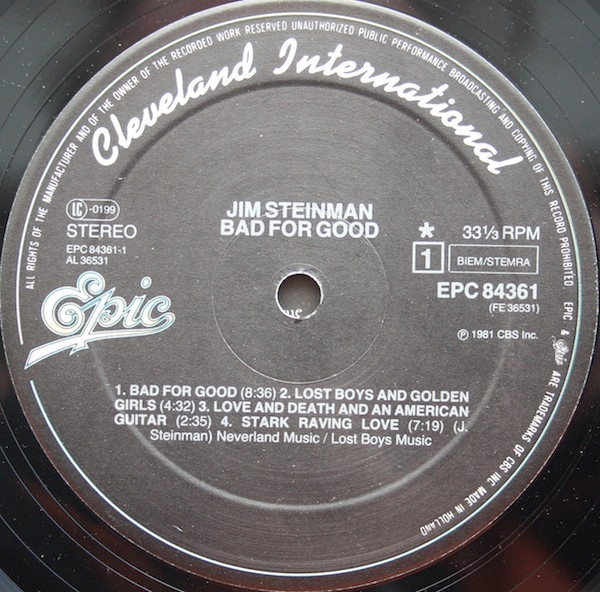 ALL RIGHTS OF THE MANUFACTURER AND OF THE OWNER OF THE RECORDED WORK RESERVED UNAUTHORIZED PUBLIC PERFORMANCE BROADCASTING AND COPYING OF THIS RECORD PROHIBITED EPIC & ARE TRADEMARKS OF CBS INC MADE IN HOLLAND
Cleveland International
LC-0199
STEREO
EPC 84361-1
AL 36531
JIM STEINMAN
BAD FOR GOOD
* 33⅓ RPM
1 BIEM/STEMRA
EPC 84361
(FE 36531)
℗ 1981 CBS Inc.
Epic
1. BAD FOR GOOD (8:36) 2. LOST BOYS AND GOLDEN
GIRLS (4:32) 3. LOVE AND DEATH AND AN AMERICAN
GUITAR (2:35) 4. STARK RAVING LOVE (7:19) (J.
Steinman) Neverland Music / Lost Boys Music